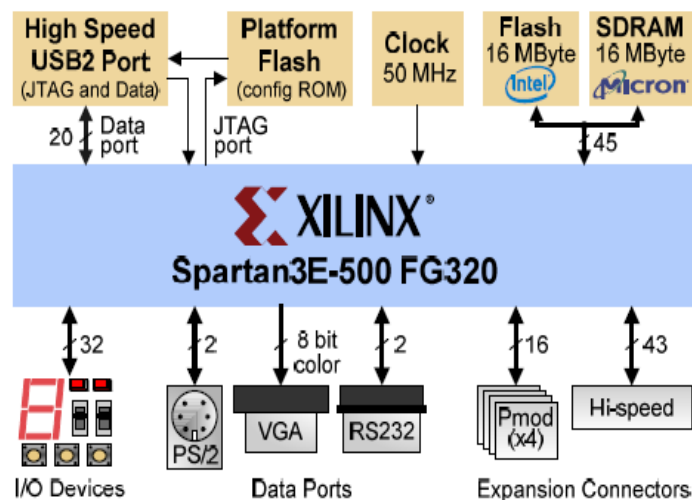 High Speed
USB2 Port
(JTAG and Data)
Platform
Flash
(config ROM)
Clock
50 MHz
Flash
16 MByte
intel
SDRAM
16 MByte
Micron
20
Data
port
JTAG
port
45
XILINX®
Spartan3E-500 FG320
32
2
8 bit
color
2
16
43
PS/2
VGA
RS232
Pmod
(x4)
Hi-speed
I/O Devices
Data Ports
Expansion Connectors